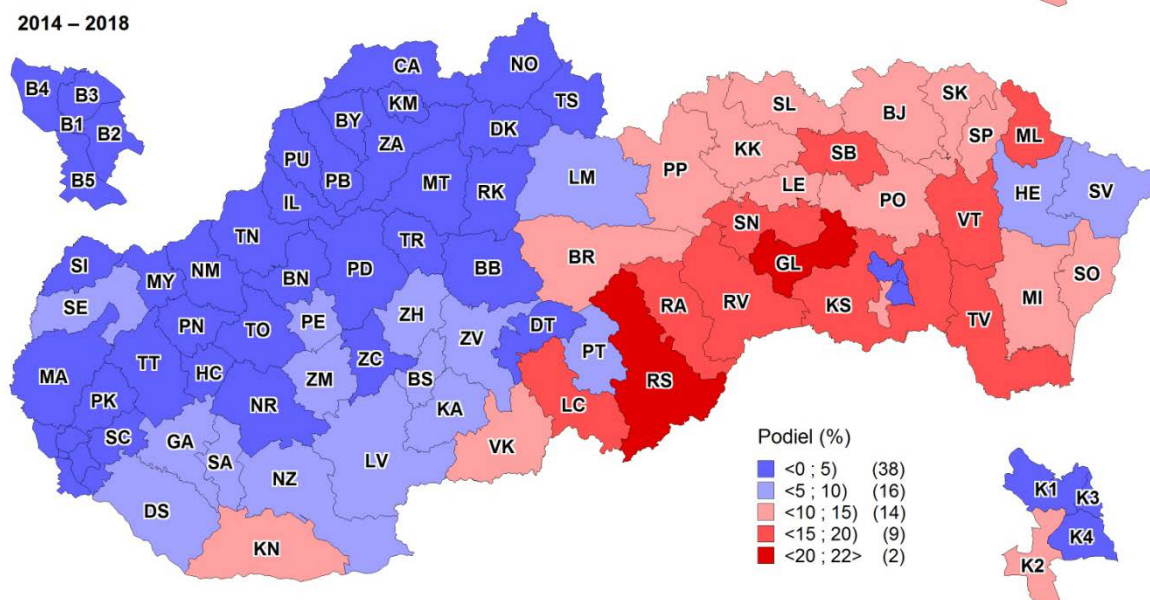 2014 – 2018
B4
B3
B1
B2
B5
CA
NO
KM
TS
BY
DK
ZA
PU
PB
MT
RK
IL
LM
TN
TR
SI
MY
NM
BN
PD
BB
SE
PN
TO
PE
ZH
ZV
DT
MA
TT
HC
ZM
ZC
BS
PT
PK
NR
KA
LC
SC
GA
SA
NZ
LV
VK
DS
KN
SL
BJ
SK
SP
ML
KK
SB
PP
LE
PO
HE
SV
SN
VT
BR
GL
SO
RA
RV
KS
MI
TV
RS
Podiel (%)
<0 ; 5) (38)
<5 ; 10) (16)
<10 ; 15) (14)
<15 ; 20) (9)
<20 ; 22> (2)
K1
K3
K4
K2